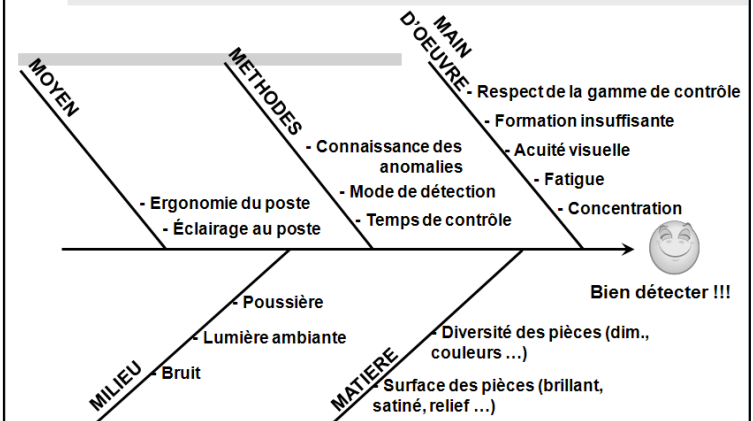 MOYEN
METHODES
MAIN
D'OEUVRE
- Respect de la gamme de contrôle
- Formation insuffisante
- Acuité visuelle
- Fatigue
- Concentration
- Connaissance des
anomalies
- Mode de détection
- Temps de contrôle
- Ergonomie du poste
- Éclairage au poste
Bien détecter !!!
- Poussière
- Lumière ambiante
- Bruit
MILIEU
- Diversité des pièces (dim.,
couleurs ...)
- Surface des pièces (brillant,
satiné, relief ...)
MATIERE